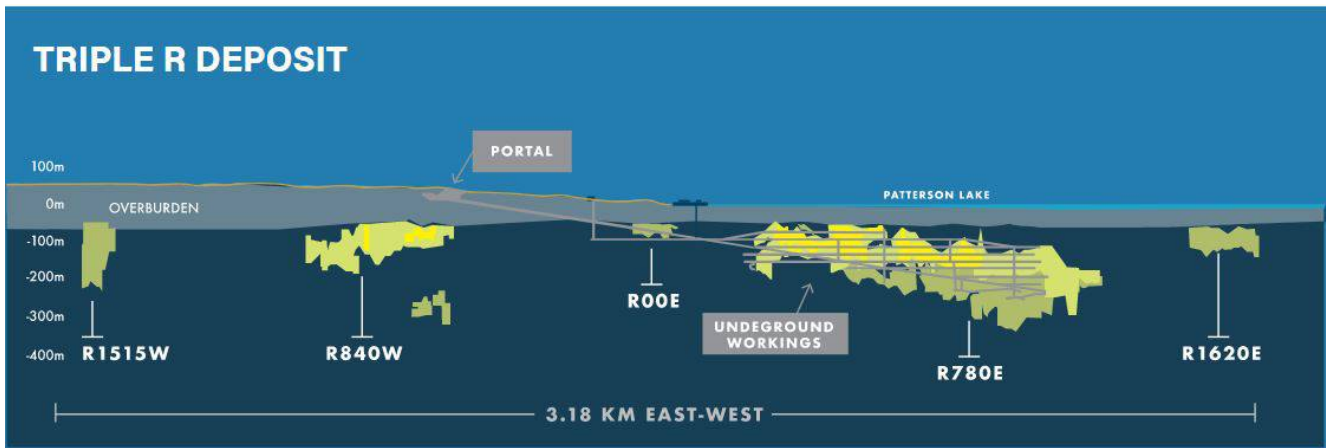 TRIPLE R DEPOSIT
PORTAL
100m
0m
-100m
-200m
-300m
-400m
OVERBURDEN
PATTERSON LAKE
R00E
UNDEGROUND
WORKINGS
R1515W
R840W
R780E
R1620E
3.18 KM EAST-WEST